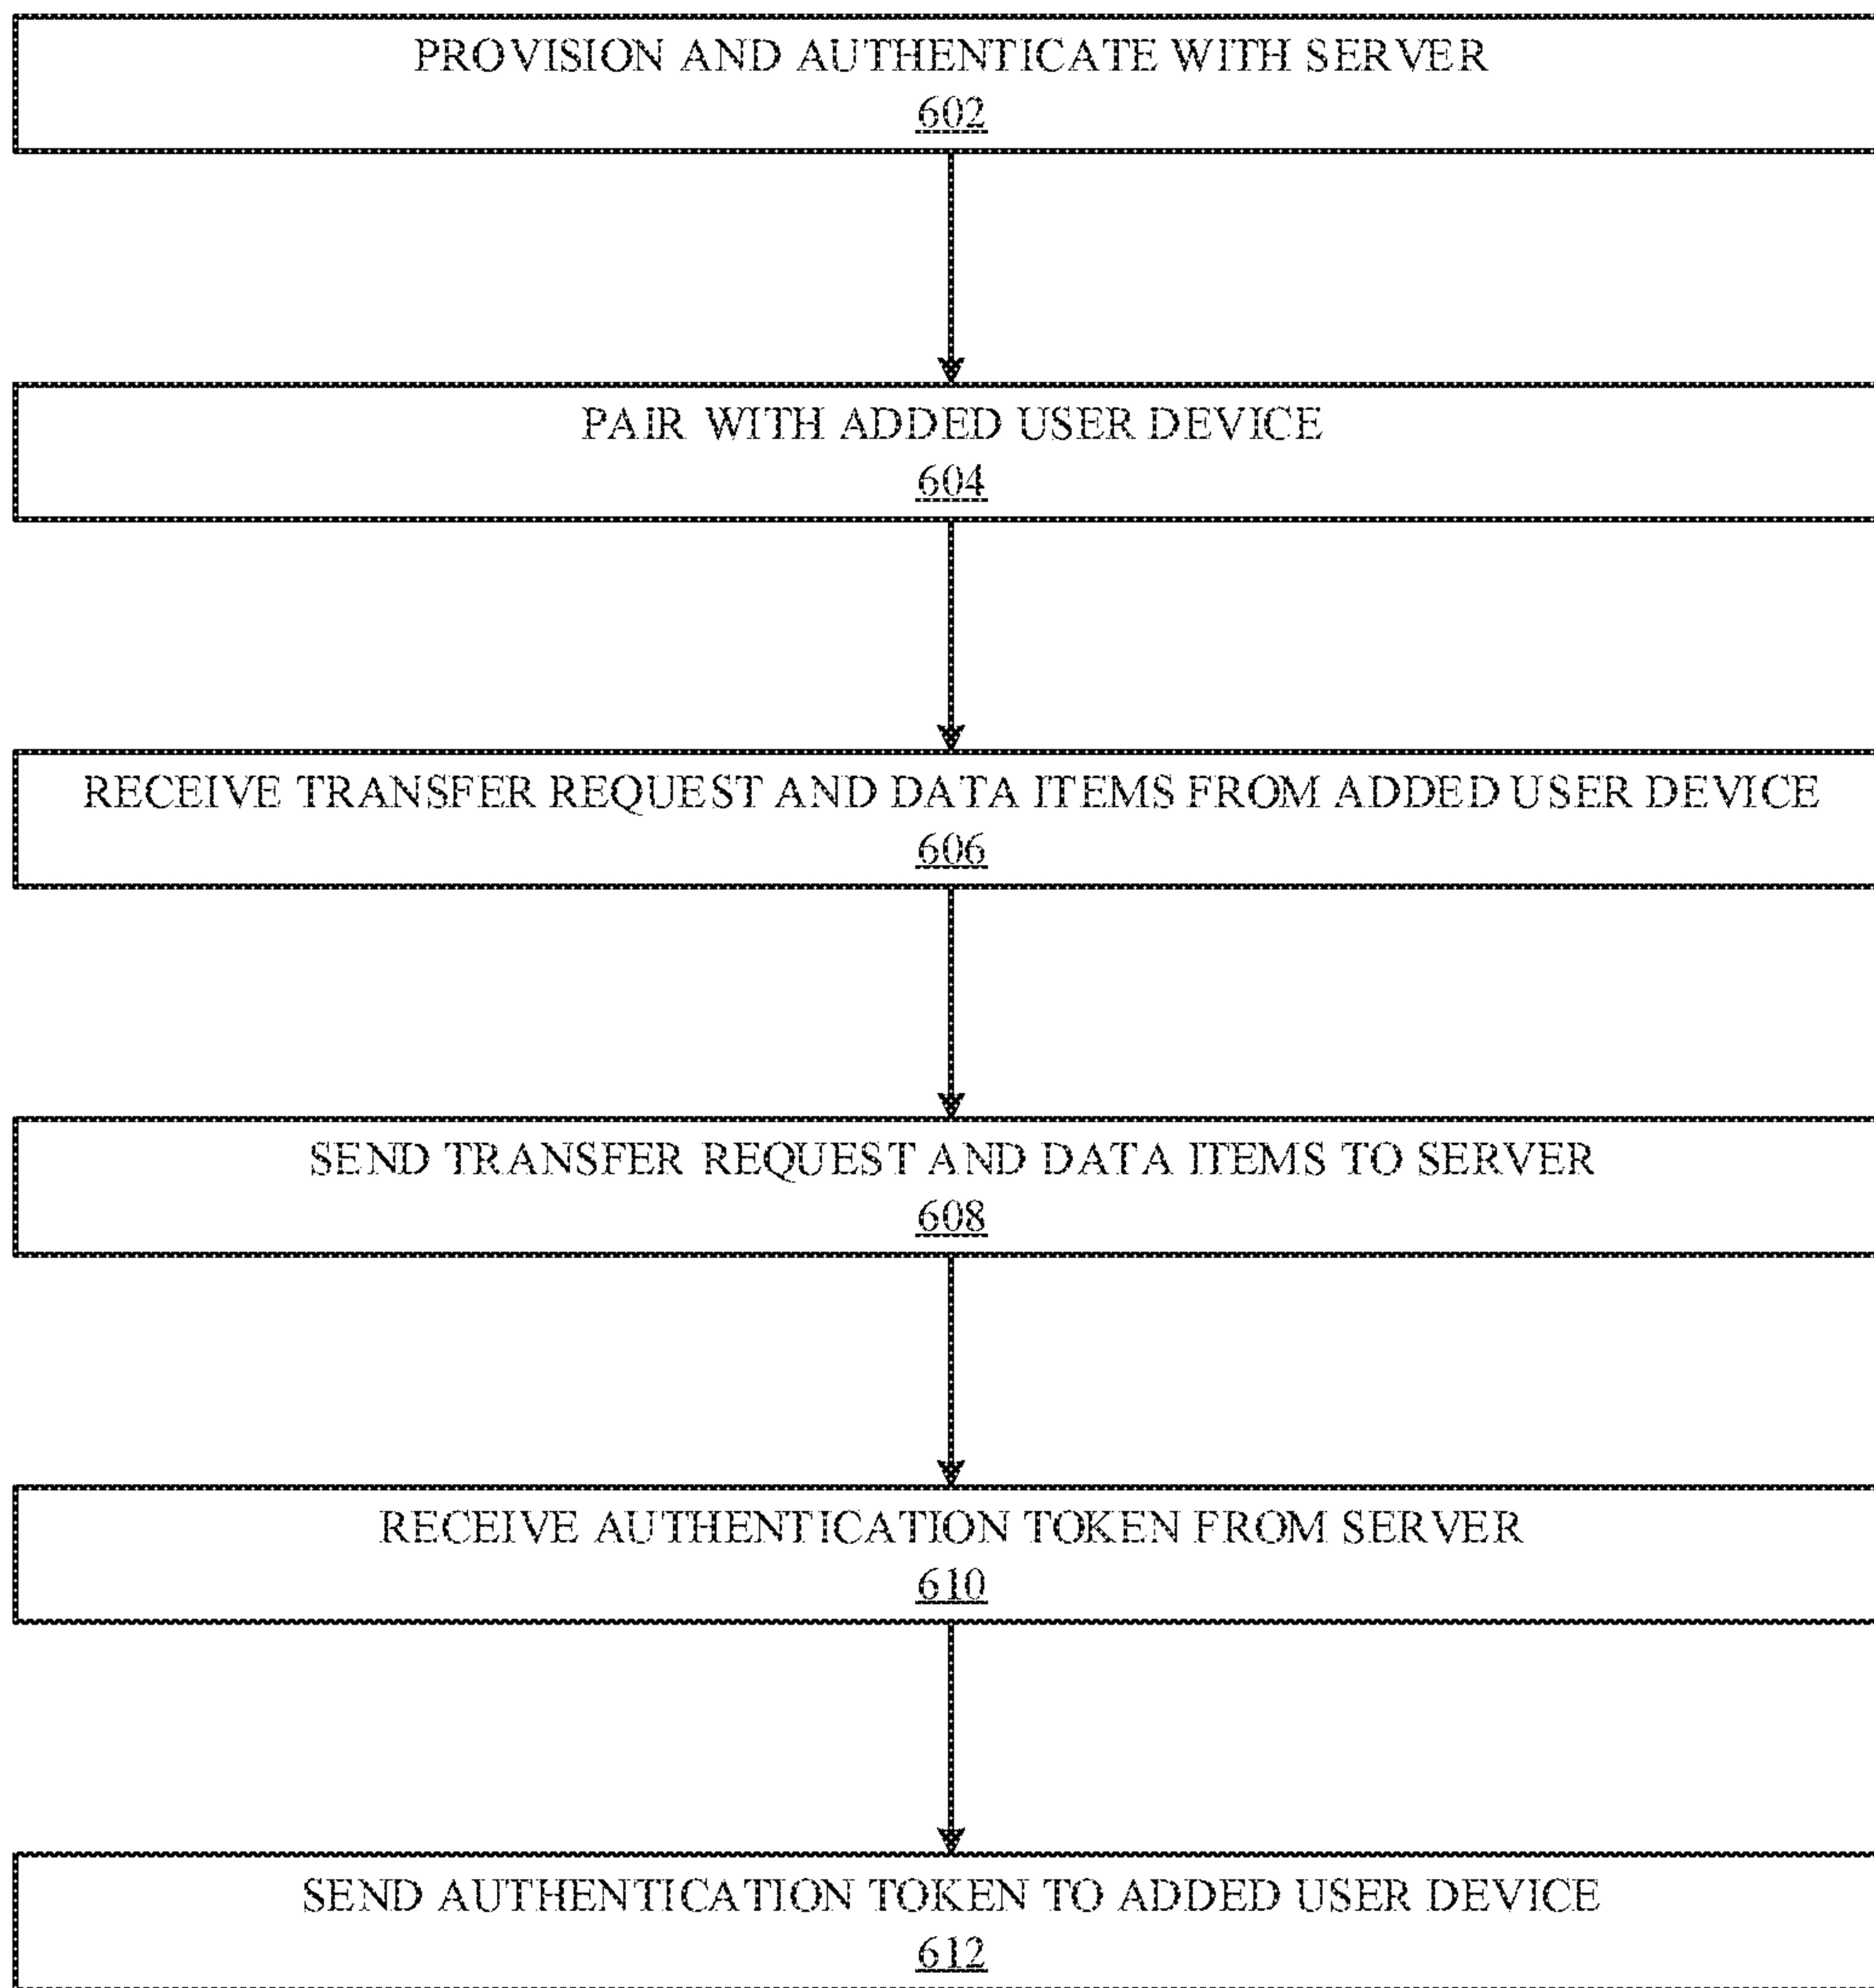 PROVISION AND AUTHENTICATE WITH SERVER
602
PAIR WITH ADDED USER DEVICE
604
RECEIVE TRANSFER REQUEST AND DATA ITEMS FROM ADDED USER DEVICE
606
SEND TRANSFER REQUEST AND DATA ITEMS TO SERVER
608
RECEIVE AUTHENTICATION TOKEN FROM SERVER
610
SEND AUTHENTICATION TOKEN TO ADDED USER DEVICE
612